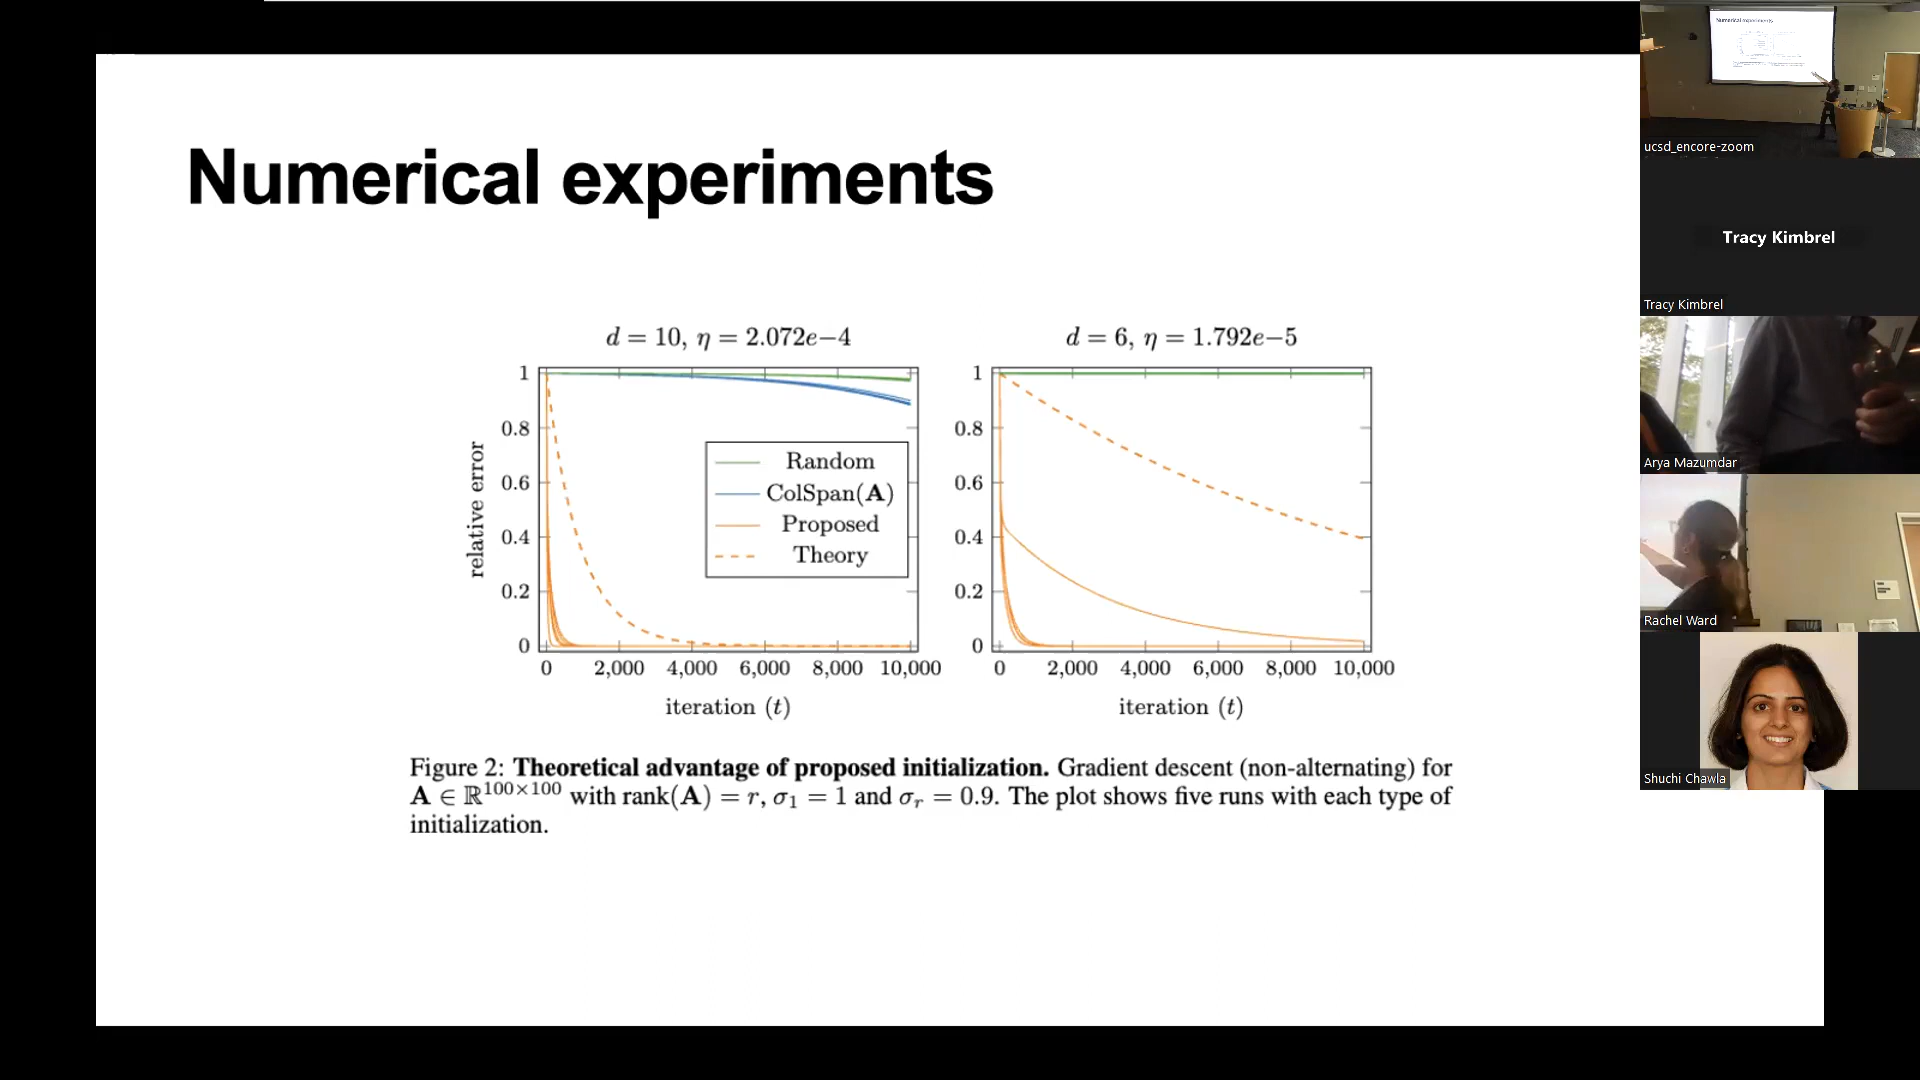 Numerical experiments
d = 10, η = 2.072e−4
d = 6, η = 1.792e−5
relative error
1
0.8
0.6
0.4
0.2
0
0 2,000 4,000 6,000 8,000 10,000
iteration (t)
Random
ColSpan(A)
Proposed
Theory
1
0.8
0.6
0.4
0.2
0
0 2,000 4,000 6,000 8,000 10,000
iteration (t)
Figure 2: Theoretical advantage of proposed initialization. Gradient descent (non-alternating) for
A ∈ ℝ¹⁰⁰ˣ¹⁰⁰ with rank(A) = r, σ₁ = 1 and σᵣ = 0.9. The plot shows five runs with each type of
initialization.
Numerical experiments
ucsd_encore-zoom
Tracy Kimbrel
Tracy Kimbrel
Arya Mazumdar
Rachel Ward
Shuchi Chawla